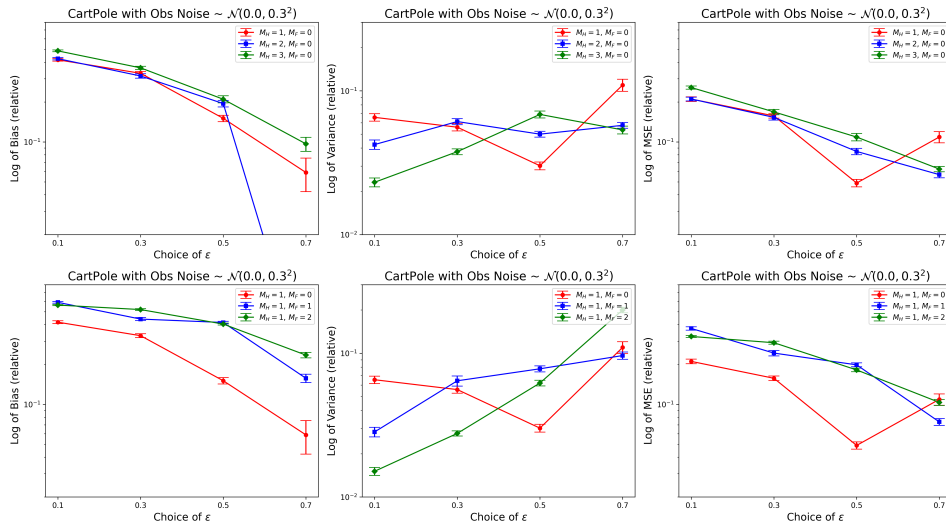 CartPole with Obs Noise ~ 𝒩(0.0, 0.3²)
M_H = 1, M_F = 0
M_H = 2, M_F = 0
M_H = 3, M_F = 0
Log of Bias (relative)
10⁻¹
0.1 0.3 0.5 0.7
Choice of ε
CartPole with Obs Noise ~ 𝒩(0.0, 0.3²)
M_H = 1, M_F = 0
M_H = 2, M_F = 0
M_H = 3, M_F = 0
Log of Variance (relative)
10⁻¹
10⁻²
0.1 0.3 0.5 0.7
Choice of ε
CartPole with Obs Noise ~ 𝒩(0.0, 0.3²)
M_H = 1, M_F = 0
M_H = 2, M_F = 0
M_H = 3, M_F = 0
Log of MSE (relative)
10⁻¹
0.1 0.3 0.5 0.7
Choice of ε
CartPole with Obs Noise ~ 𝒩(0.0, 0.3²)
M_H = 1, M_F = 0
M_H = 1, M_F = 1
M_H = 1, M_F = 2
Log of Bias (relative)
10⁻¹
0.1 0.3 0.5 0.7
Choice of ε
CartPole with Obs Noise ~ 𝒩(0.0, 0.3²)
M_H = 1, M_F = 0
M_H = 1, M_F = 1
M_H = 1, M_F = 2
Log of Variance (relative)
10⁻¹
10⁻²
0.1 0.3 0.5 0.7
Choice of ε
CartPole with Obs Noise ~ 𝒩(0.0, 0.3²)
M_H = 1, M_F = 0
M_H = 1, M_F = 1
M_H = 1, M_F = 2
Log of MSE (relative)
10⁻¹
0.1 0.3 0.5 0.7
Choice of ε